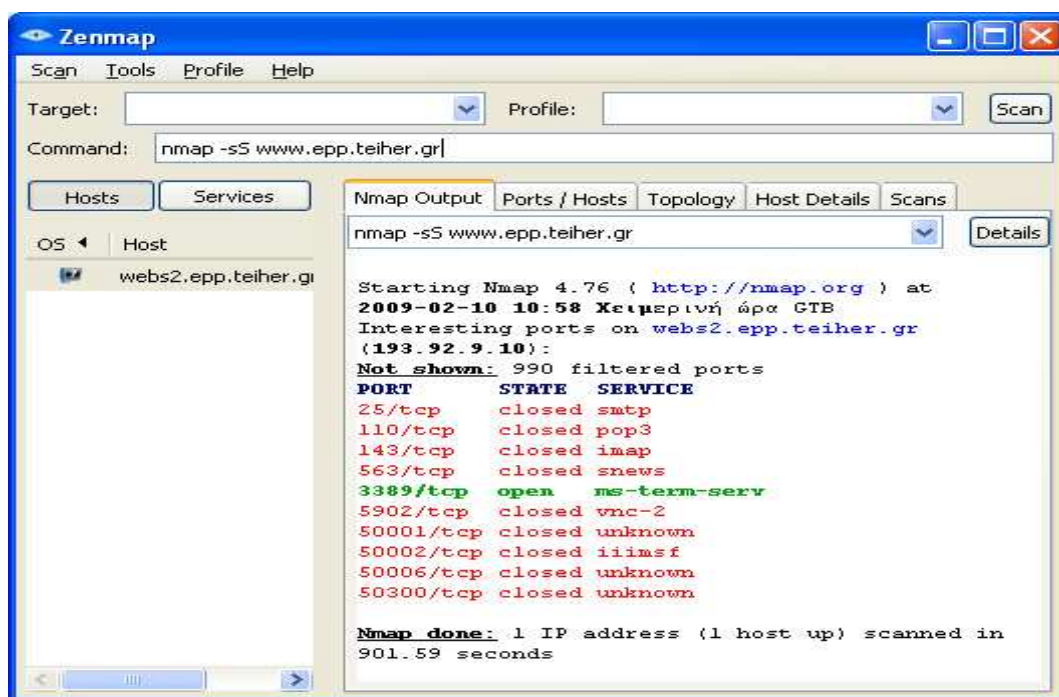 Zenmap
Scan Tools Profile Help
Target: Profile: Scan
Command: nmap -sS www.epp.teiher.gr
Hosts Services
Nmap Output Ports / Hosts Topology Host Details Scans
nmap -sS www.epp.teiher.gr Details
OS Host
webs2.epp.teiher.gr
Starting Nmap 4.76 ( http://nmap.org ) at
2009-02-10 10:58 Χειμερινή ώρα GTB
Interesting ports on webs2.epp.teiher.gr
(193.92.9.10):
Not shown: 990 filtered ports
PORT STATE SERVICE
25/tcp closed smtp
110/tcp closed pop3
143/tcp closed imap
563/tcp closed snews
3389/tcp open ms-term-serv
5902/tcp closed vnc-2
50001/tcp closed unknown
50002/tcp closed iiimsf
50006/tcp closed unknown
50300/tcp closed unknown
Nmap done: 1 IP address (1 host up) scanned in
901.59 seconds